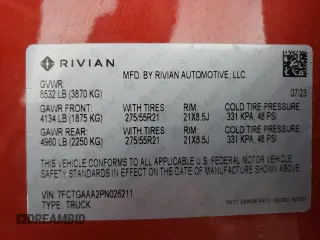 RIVIAN
MFD. BY RIVIAN AUTOMOTIVE, LLC.
GVWR:
8532 LB (3870 KG)
07/23
GAWR FRONT: WITH TIRES: RIM: COLD TIRE PRESSURE:
4134 LB (1875 KG) 275/55R21 21X8.5J 331 KPA, 48 PSI
GAWR REAR: WITH TIRES: RIM: COLD TIRE PRESSURE:
4960 LB (2250 KG) 275/55R21 21X8.5J 331 KPA, 48 PSI
THIS VEHICLE CONFORMS TO ALL APPLICABLE U.S. FEDERAL MOTOR VEHICLE
SAFETY STANDARDS IN EFFECT ON THE DATE OF MANUFACTURE SHOWN ABOVE.
VIN: 7FCTGAAA2PN026211
TYPE: TRUCK
DREAMBID